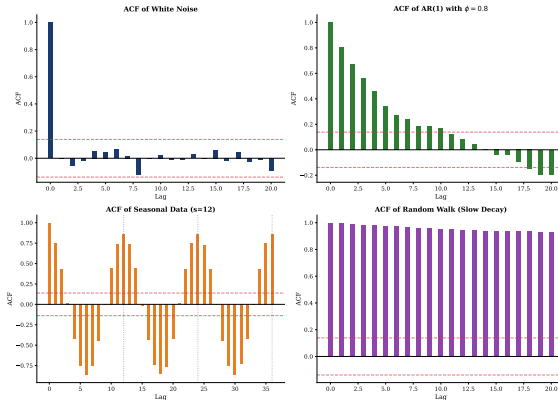 ACF of White Noise
1.0
0.8
0.6
0.4
0.2
0.0
ACF
0.0 2.5 5.0 7.5 10.0 12.5 15.0 17.5 20.0
Lag
ACF of AR(1) with ϕ = 0.8
1.0
0.8
0.6
0.4
0.2
0.0
−0.2
ACF
0.0 2.5 5.0 7.5 10.0 12.5 15.0 17.5 20.0
Lag
ACF of Seasonal Data (s=12)
1.00
0.75
0.50
0.25
0.00
−0.25
−0.50
−0.75
ACF
0 5 10 15 20 25 30 35
Lag
ACF of Random Walk (Slow Decay)
1.0
0.8
0.6
0.4
0.2
0.0
ACF
0.0 2.5 5.0 7.5 10.0 12.5 15.0 17.5 20.0
Lag